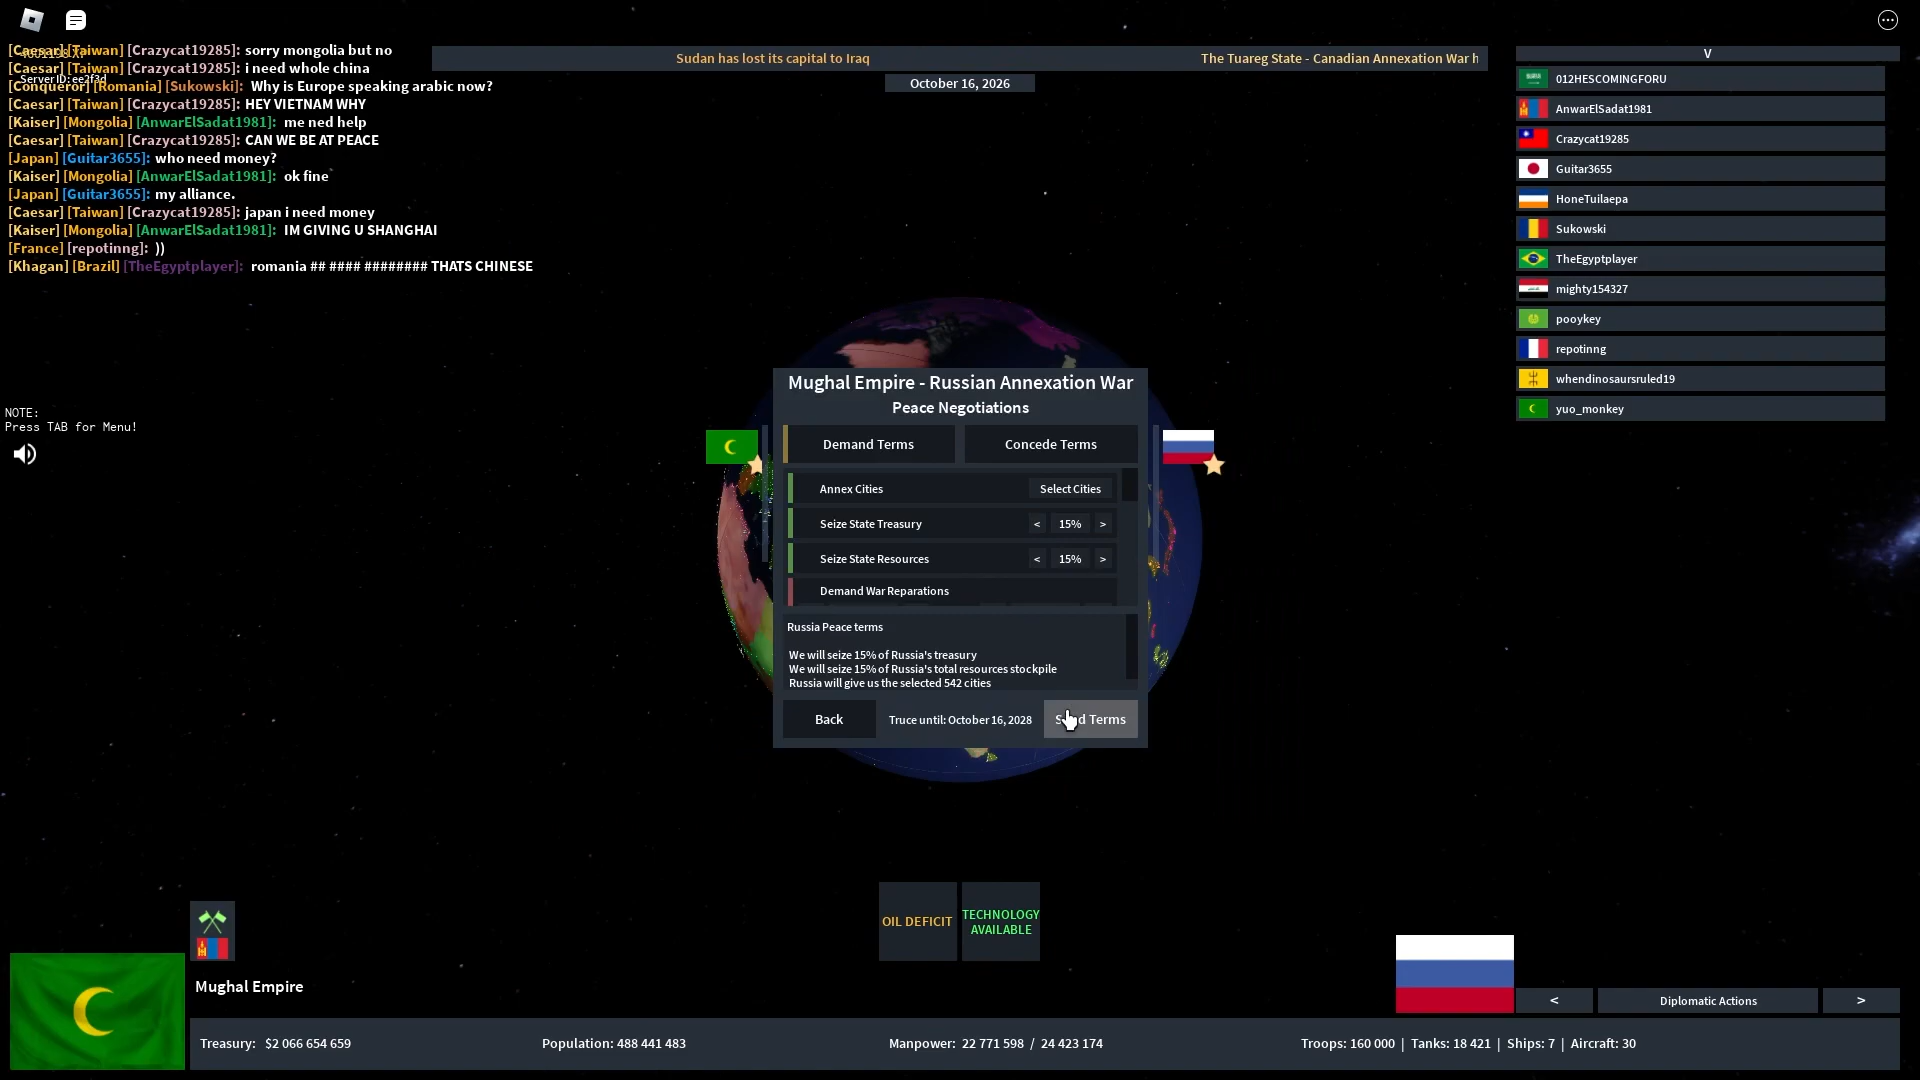 [Caesar] [Taiwan] [Crazycat19285]: sorry mongolia but no
[Caesar] [Taiwan] [Crazycat19285]: i need whole china
Server ID: ee2f3d
[Conqueror] [Romania] [Sukowski]: Why is Europe speaking arabic now?
[Caesar] [Taiwan] [Crazycat19285]: HEY VIETNAM WHY
[Kaiser] [Mongolia] [AnwarElSadat1981]: me ned help
[Caesar] [Taiwan] [Crazycat19285]: CAN WE BE AT PEACE
[Japan] [Guitar3655]: who need money?
[Kaiser] [Mongolia] [AnwarElSadat1981]: ok fine
[Japan] [Guitar3655]: my alliance.
[Caesar] [Taiwan] [Crazycat19285]: japan i need money
[Kaiser] [Mongolia] [AnwarElSadat1981]: IM GIVING U SHANGHAI
[France] [repotinng]: ))
[Khagan] [Brazil] [TheEgyptplayer]: romania ## #### ######## THATS CHINESE
Sudan has lost its capital to Iraq
The Tuareg State - Canadian Annexation War h
October 16, 2026
V
012HESCOMINGFORU
AnwarElSadat1981
Crazycat19285
Guitar3655
HoneTuilaepa
Sukowski
TheEgyptplayer
mighty154327
pooykey
repotinng
whendinosaursruled19
yuo_monkey
NOTE:
Press TAB for Menu!
Mughal Empire - Russian Annexation War
Peace Negotiations
Demand Terms
Concede Terms
Annex Cities
Select Cities
Seize State Treasury
< 15% >
Seize State Resources
< 15% >
Demand War Reparations
Russia Peace terms
We will seize 15% of Russia's treasury
We will seize 15% of Russia's total resources stockpile
Russia will give us the selected 542 cities
Back
Truce until: October 16, 2028
Terms
OIL DEFICIT
TECHNOLOGY
AVAILABLE
Mughal Empire
< Diplomatic Actions >
Treasury: $2 066 654 659
Population: 488 441 483
Manpower: 22 771 598 / 24 423 174
Troops: 160 000 | Tanks: 18 421 | Ships: 7 | Aircraft: 30